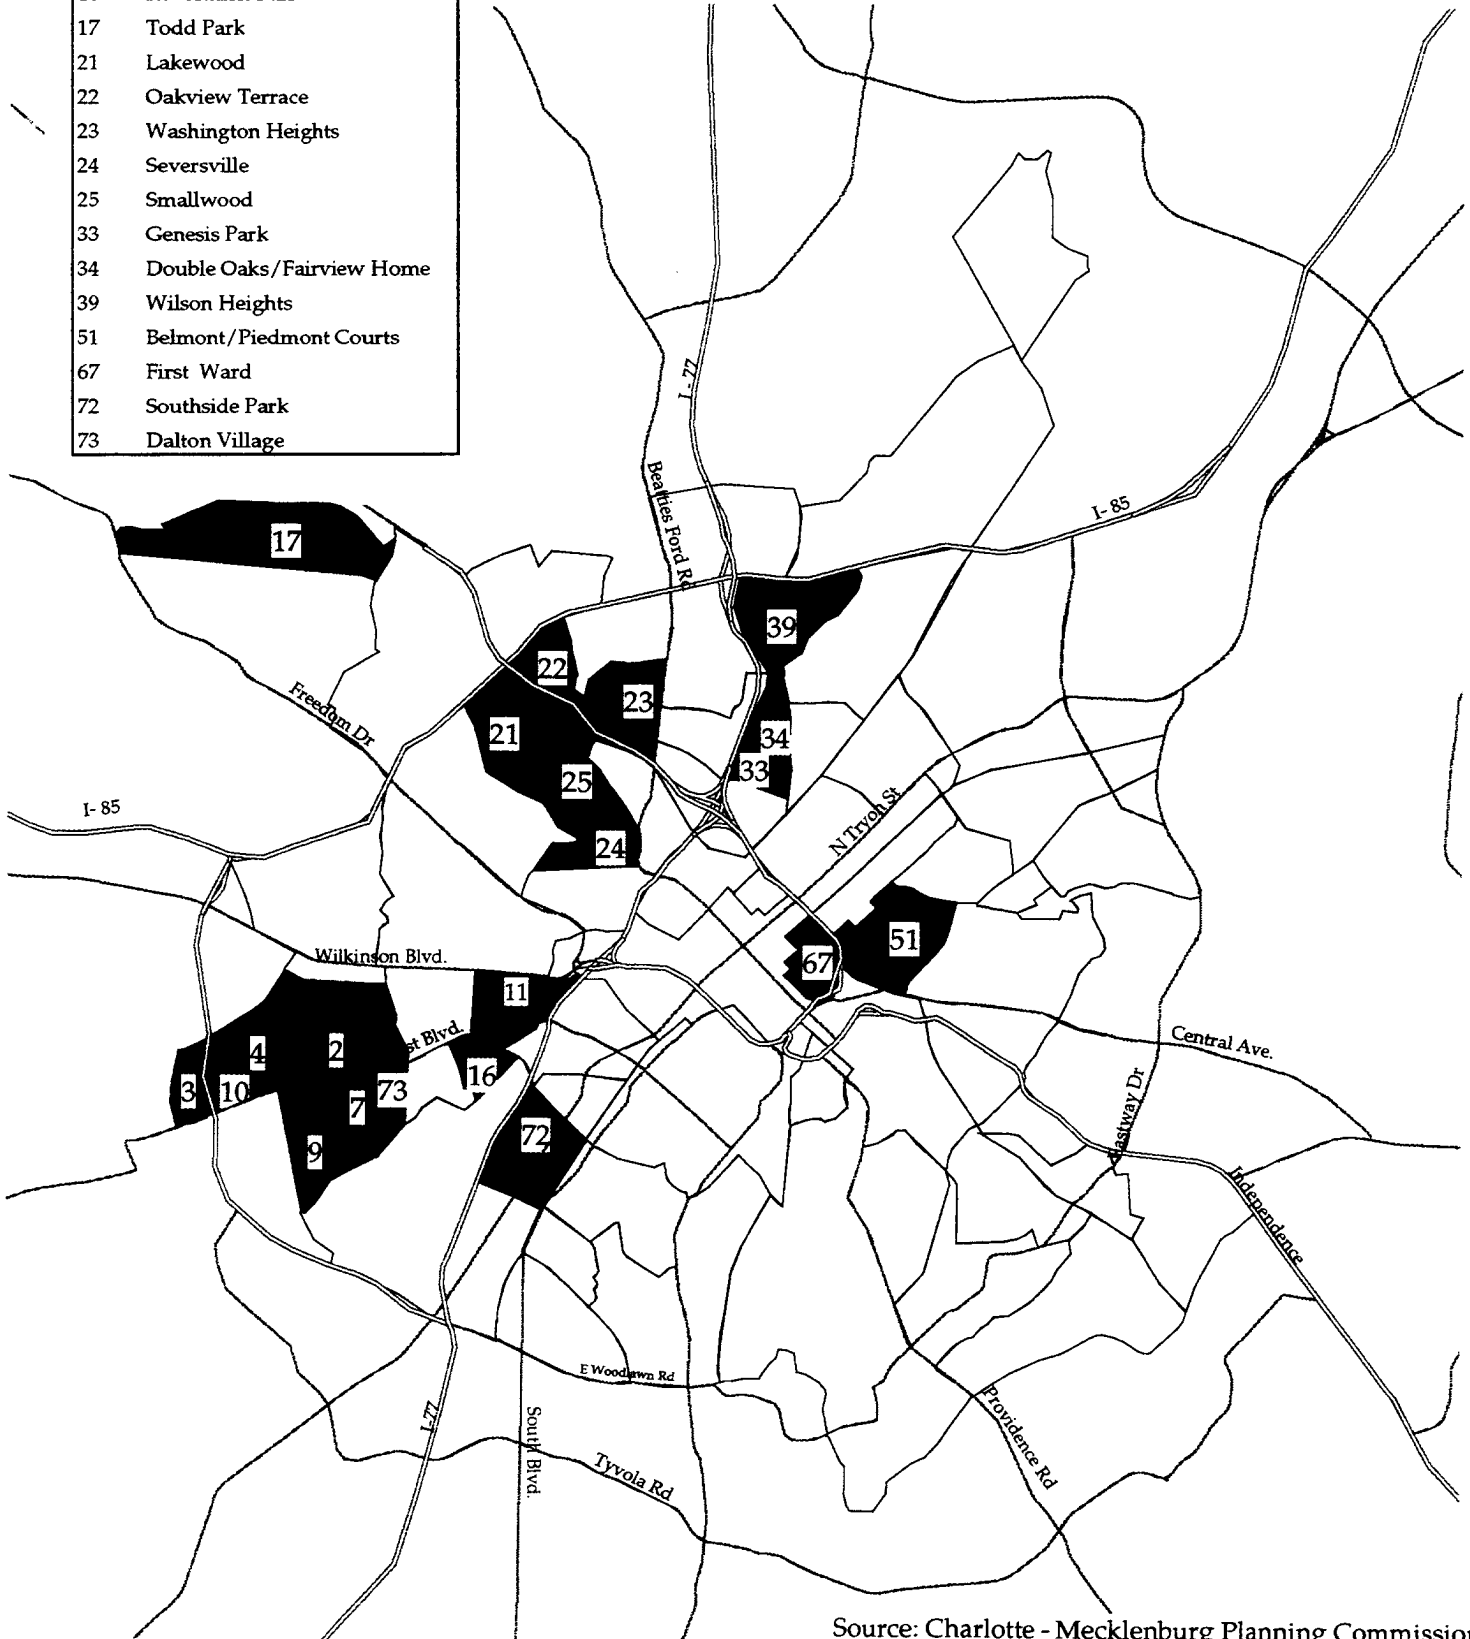 17 Todd Park
21 Lakewood
22 Oakview Terrace
23 Washington Heights
24 Seversville
25 Smallwood
33 Genesis Park
34 Double Oaks/Fairview Home
39 Wilson Heights
51 Belmont/Piedmont Courts
67 First Ward
72 Southside Park
73 Dalton Village
I - 77
Beatties Ford Rd
I- 85
17
39
22
23
Freedom Dr
21
34
33
25
I- 85
N Tryon St
24
51
Wilkinson Blvd.
67
11
st Blvd.
Central Ave.
4
2
16
3
10
73
7
Eastway Dr
72
9
Independence
E Woodlawn Rd
I-77
South Blvd.
Providence Rd
Tyvola Rd
Source: Charlotte - Mecklenburg Planning Commission